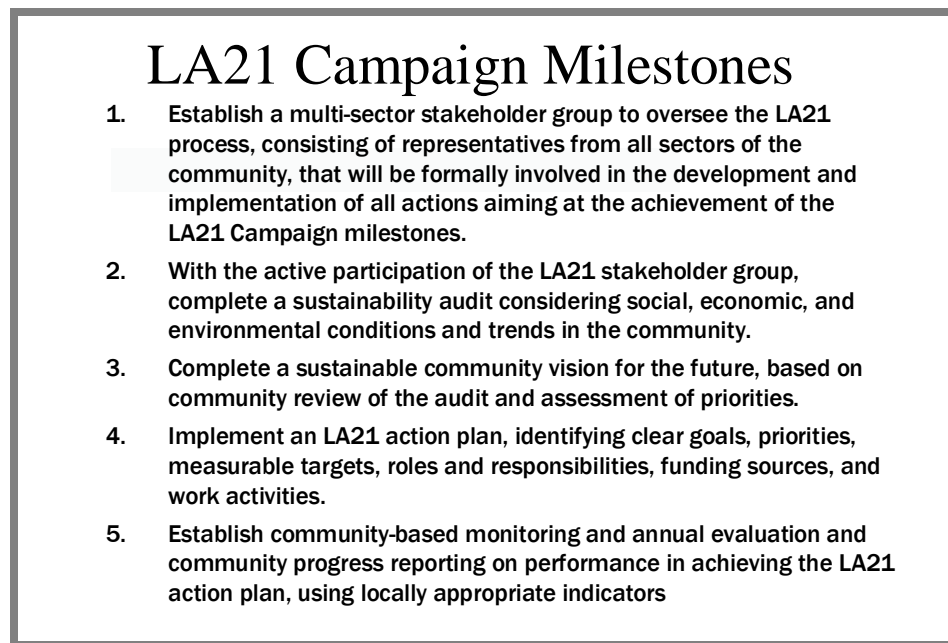 LA21 Campaign Milestones
1. Establish a multi-sector stakeholder group to oversee the LA21
process, consisting of representatives from all sectors of the
community, that will be formally involved in the development and
implementation of all actions aiming at the achievement of the
LA21 Campaign milestones.
2. With the active participation of the LA21 stakeholder group,
complete a sustainability audit considering social, economic, and
environmental conditions and trends in the community.
3. Complete a sustainable community vision for the future, based on
community review of the audit and assessment of priorities.
4. Implement an LA21 action plan, identifying clear goals, priorities,
measurable targets, roles and responsibilities, funding sources, and
work activities.
5. Establish community-based monitoring and annual evaluation and
community progress reporting on performance in achieving the LA21
action plan, using locally appropriate indicators